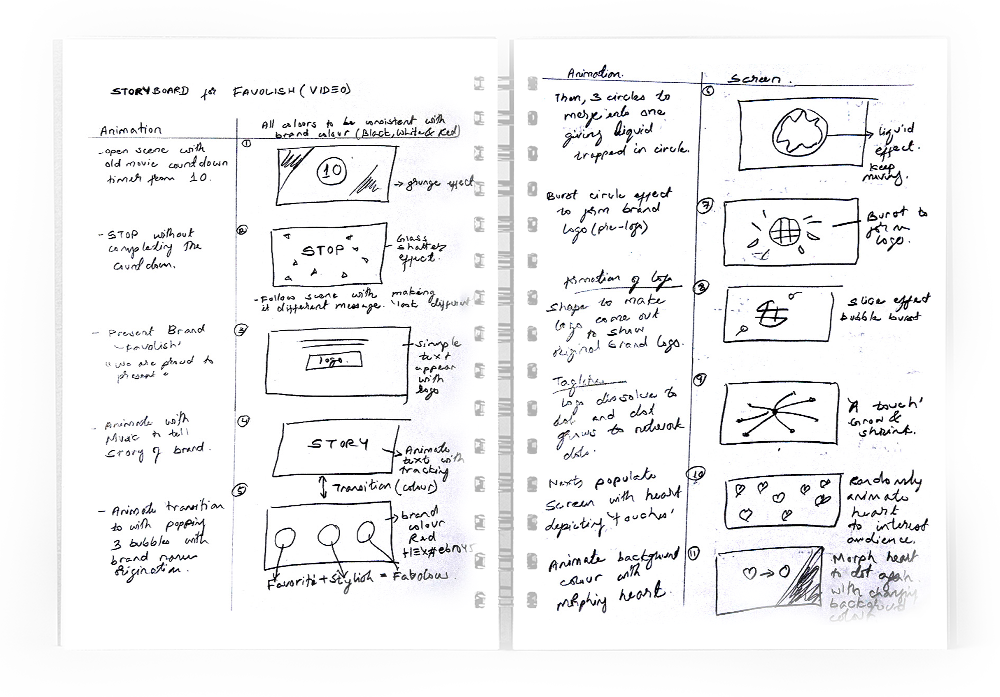 STORYBOARD for FAVOLISH (VIDEO)
Animation
All colours to be consistent with
brand colour (Black, White & Red)
- open scene with
old movie countdown
timer from 10.
①
10
→ grunge effect
- STOP without
completing the
countdown.
②
STOP
Glass
shatter
effect.
- Follow scene with making
it different message. last different
- Present Brand
"Favolish"
"we are proud to
present"
③
logo.
simple
text
appear
with
logo
- Animate with
Music to tell
story of brand.
④
STORY
Animate
text with
tracking
Transition (colour)
- Animate transition
to with popping
3 bubbles with
brand name
Origination.
⑤
brand
colour
Red
Favorite + Stylish = Fabolous.
Animation.
Screen.
Then, 3 circles to
merge into one
giving liquid
trapped in circle.
⑥
liquid
effect.
keep
moving.
Burst circle effect
to form brand
logo (pre-logo)
⑦
Burst to
form
logo.
Animation of logo
Shape to make
logo come out
to show
original brand logo.
⑧
Slice effect
bubble burst
Tagline
Logo dissolve to
dot and dot
grows to network
dots.
⑨
'A touch'
Grow &
shrink.
Next, populate
Screen with heart
depicting 'touches'
⑩
Randomly
animate
heart
to interest
audience.
Animate background
colour with
morphing heart.
⑪
Morph heart
to dot again
with changing
background
colour